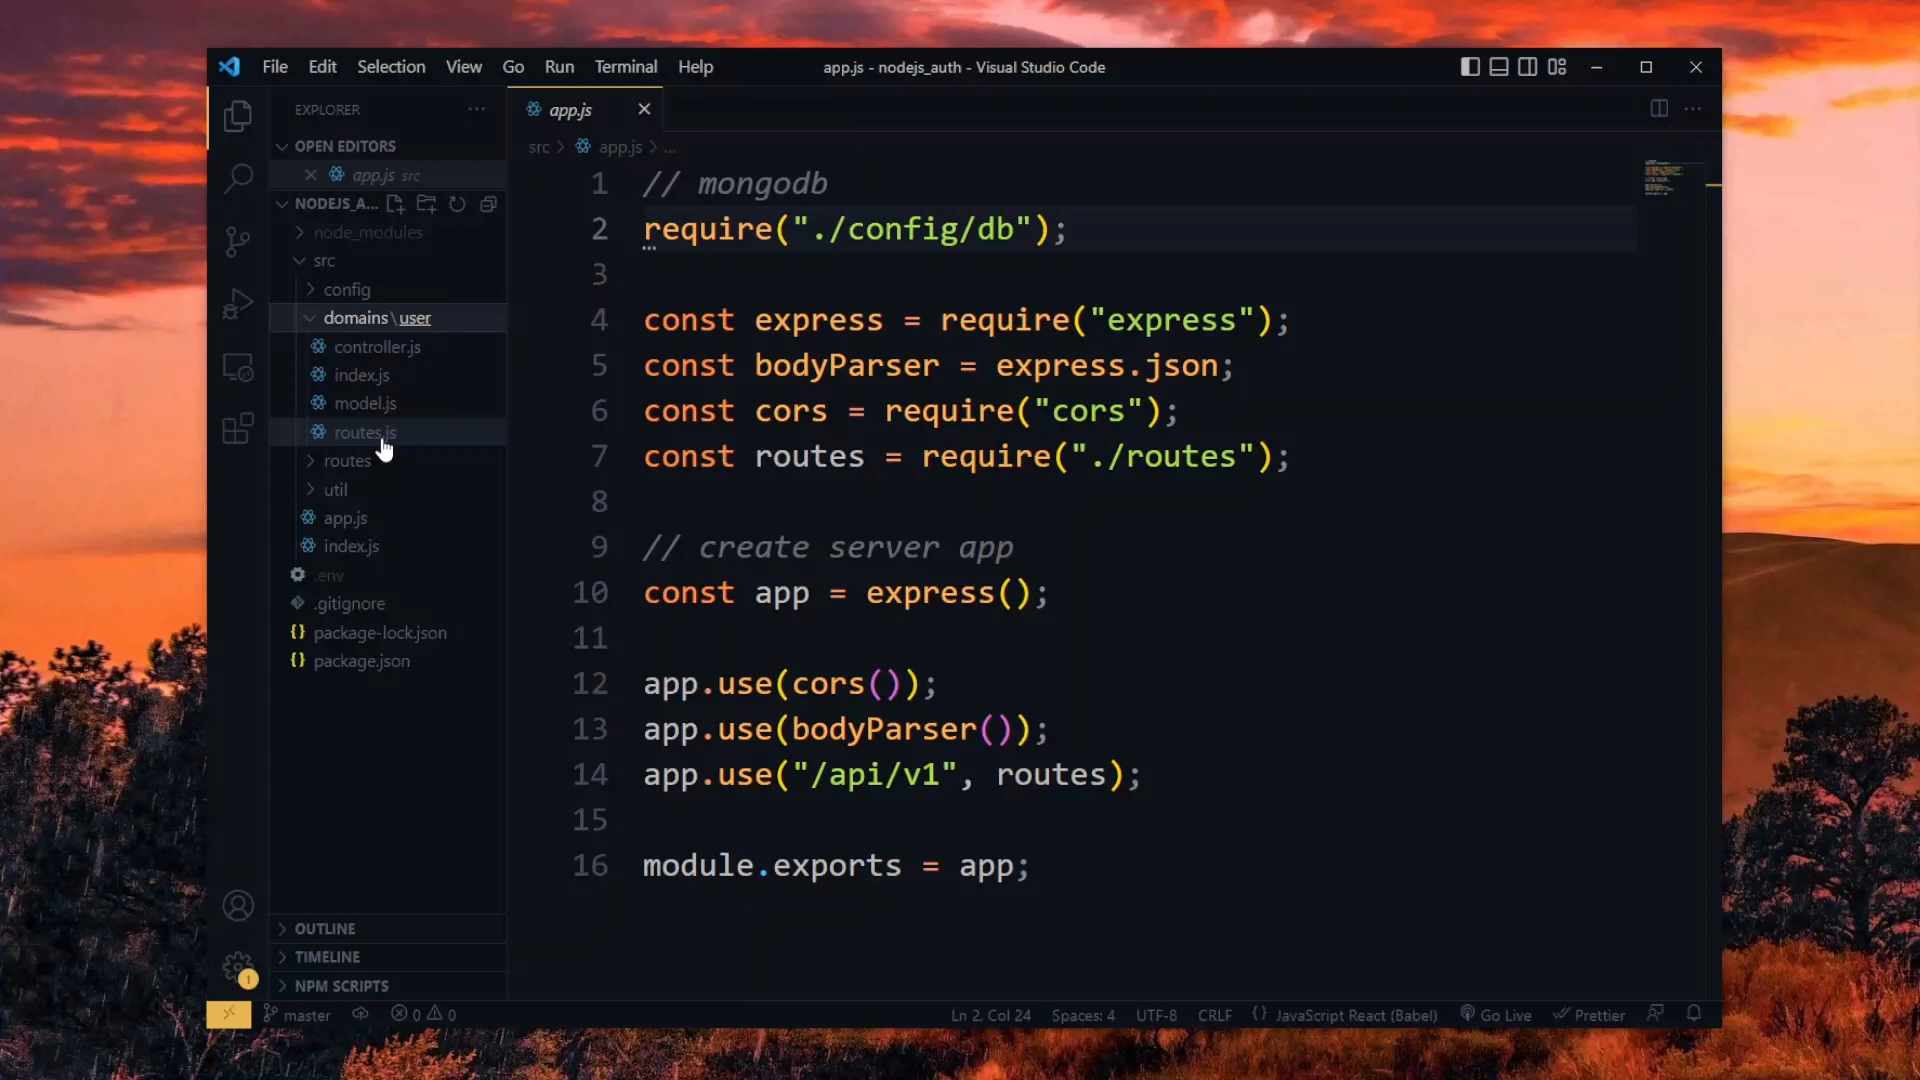 File Edit Selection View Go Run Terminal Help
app.js - nodejs_auth - Visual Studio Code
EXPLORER
OPEN EDITORS
app.js src
NODEJS_A...
node_modules
src
config
domains\user
controller.js
index.js
model.js
routes.js
routes
util
app.js
index.js
.env
.gitignore
package-lock.json
package.json
OUTLINE
TIMELINE
NPM SCRIPTS
app.js
src > app.js > ...
1 // mongodb
2 require("./config/db");
3
4 const express = require("express");
5 const bodyParser = express.json;
6 const cors = require("cors");
7 const routes = require("./routes");
8
9 // create server app
10 const app = express();
11
12 app.use(cors());
13 app.use(bodyParser());
14 app.use("/api/v1", routes);
15
16 module.exports = app;
1
master 0 0 Ln 2, Col 24 Spaces: 4 UTF-8 CRLF {} JavaScript React (Babel) Go Live Prettier